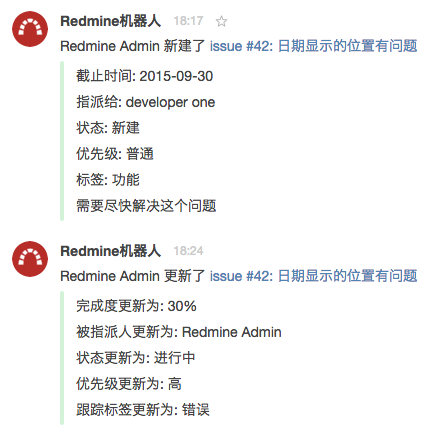 Redmine机器人 18:17
Redmine Admin 新建了 issue #42: 日期显示的位置有问题
截止时间: 2015-09-30
指派给: developer one
状态: 新建
优先级: 普通
标签: 功能
需要尽快解决这个问题
Redmine机器人 18:24
Redmine Admin 更新了 issue #42: 日期显示的位置有问题
完成度更新为: 30%
被指派人更新为: Redmine Admin
状态更新为: 进行中
优先级更新为: 高
跟踪标签更新为: 错误